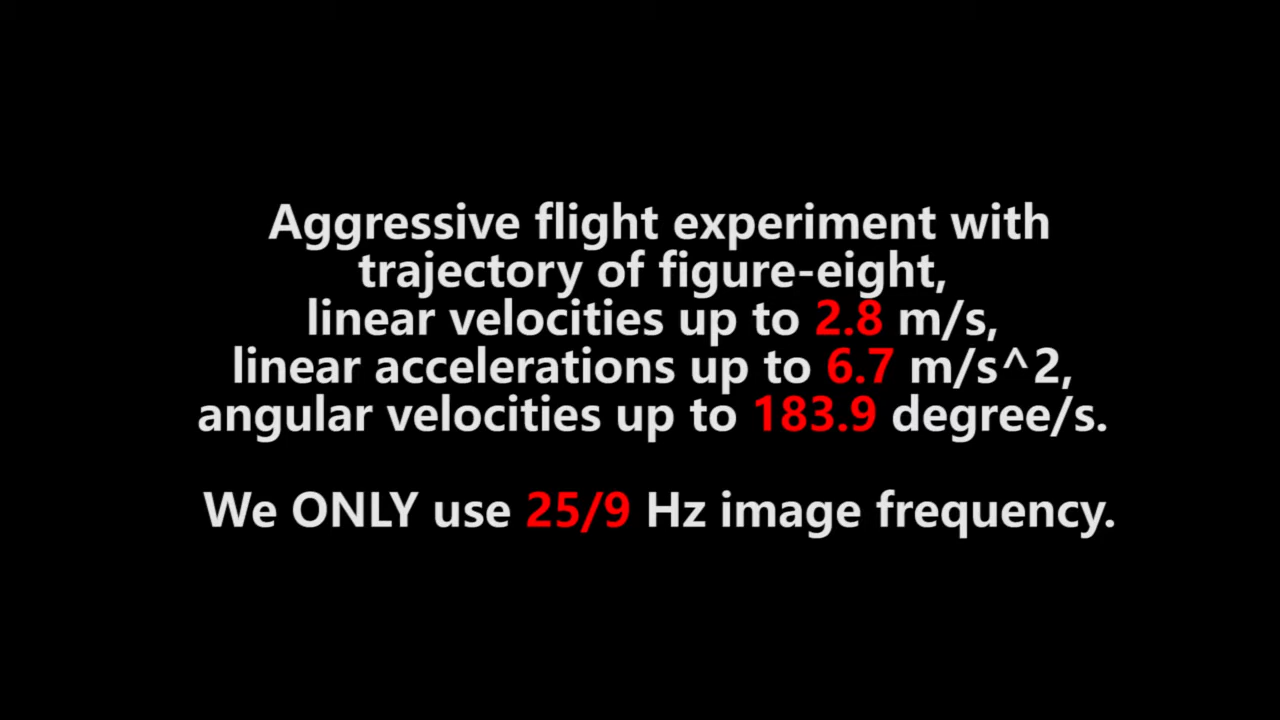 Aggressive flight experiment with
trajectory of figure-eight,
linear velocities up to 2.8 m/s,
linear accelerations up to 6.7 m/s^2,
angular velocities up to 183.9 degree/s.
We ONLY use 25/9 Hz image frequency.